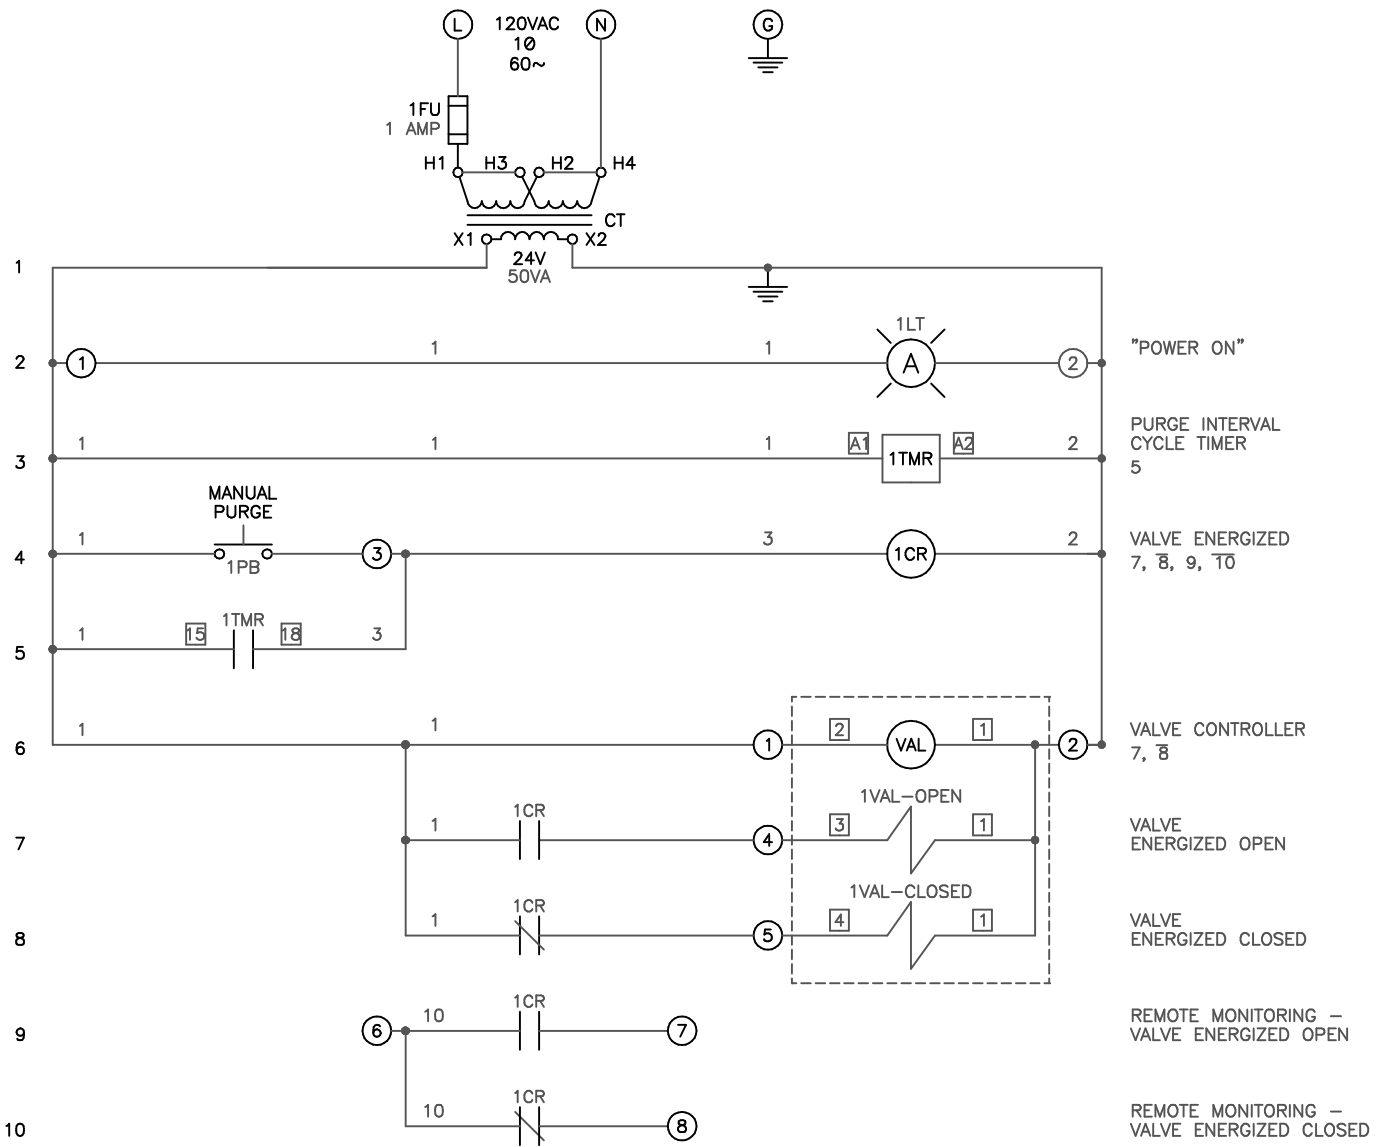 L 120VAC N G
10
60~
1FU
1 AMP
H1 H3 H2 H4
CT
X1 X2
24V
50VA
1
1LT
2 1 1 1 A 2 "POWER ON"
PURGE INTERVAL
CYCLE TIMER
5
3 1 1 1 A1 1TMR A2 2
MANUAL
PURGE
4 1 1PB 3 3 1CR 2 VALVE ENERGIZED
7, 8̅, 9, 1̅0̅
1TMR
5 1 15 18 3
6 1 1 1 2 VAL 1 2 VALVE CONTROLLER
7, 8̅
1CR 1VAL-OPEN
7 1 4 3 1 VALVE
ENERGIZED OPEN
1CR 1VAL-CLOSED
8 1 5 4 1 VALVE
ENERGIZED CLOSED
1CR
9 6 10 7 REMOTE MONITORING -
VALVE ENERGIZED OPEN
1CR
10 10 8 REMOTE MONITORING -
VALVE ENERGIZED CLOSED